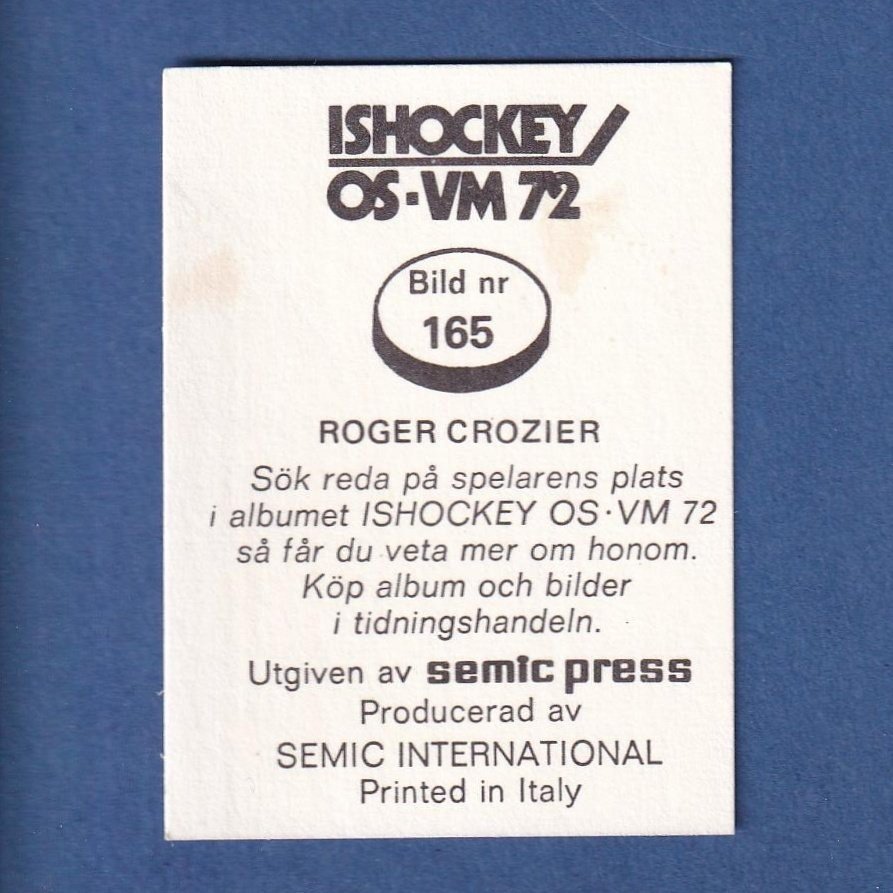 ISHOCKEY
OS·VM 72
Bild nr
165
ROGER CROZIER
Sök reda på spelarens plats
i albumet ISHOCKEY OS·VM 72
så får du veta mer om honom.
Köp album och bilder
i tidningshandeln.
Utgiven av semic press
Producerad av
SEMIC INTERNATIONAL
Printed in Italy